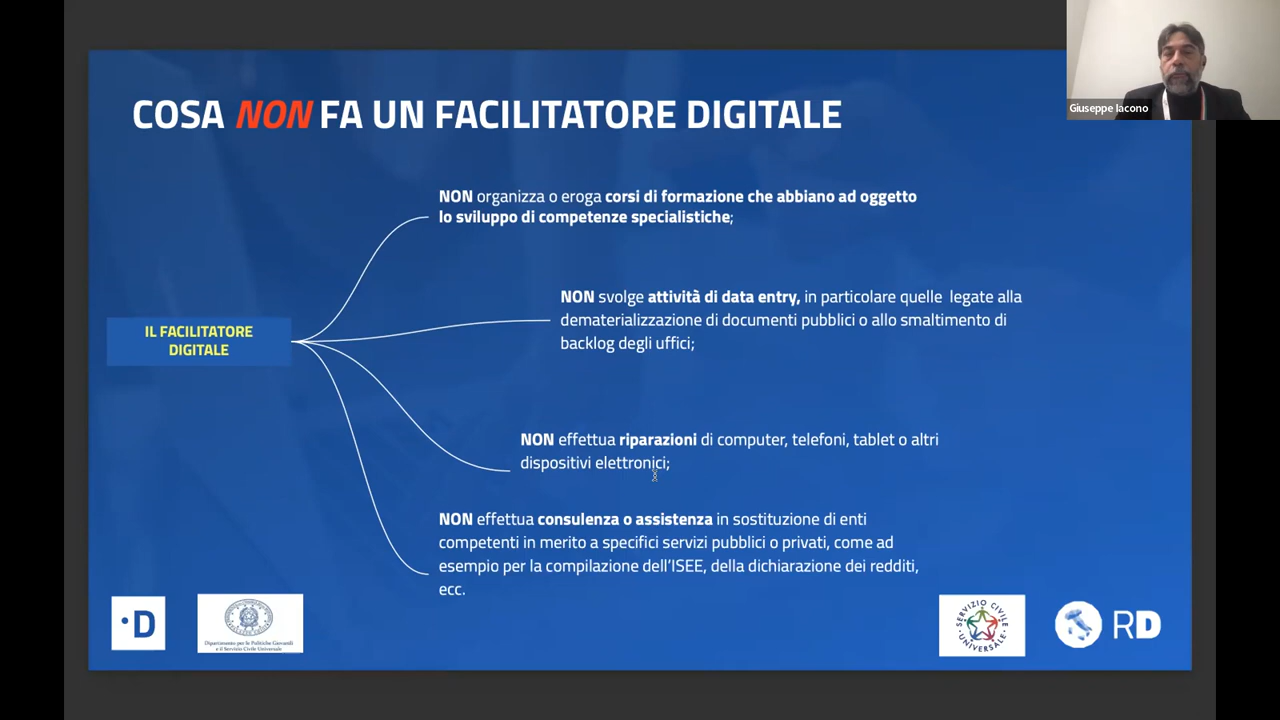 Giuseppe Iacono
COSA NON FA UN FACILITATORE DIGITALE
NON organizza o eroga corsi di formazione che abbiano ad oggetto
lo sviluppo di competenze specialistiche;
NON svolge attività di data entry, in particolare quelle legate alla
dematerializzazione di documenti pubblici o allo smaltimento di
backlog degli uffici;
IL FACILITATORE
DIGITALE
NON effettua riparazioni di computer, telefoni, tablet o altri
dispositivi elettronici;
NON effettua consulenza o assistenza in sostituzione di enti
competenti in merito a specifici servizi pubblici o privati, come ad
esempio per la compilazione dell'ISEE, della dichiarazione dei redditi,
ecc.
·D
Dipartimento per le Politiche Giovanili
e il Servizio Civile Universale
SERVIZIO CIVILE
UNIVERSALE
RD